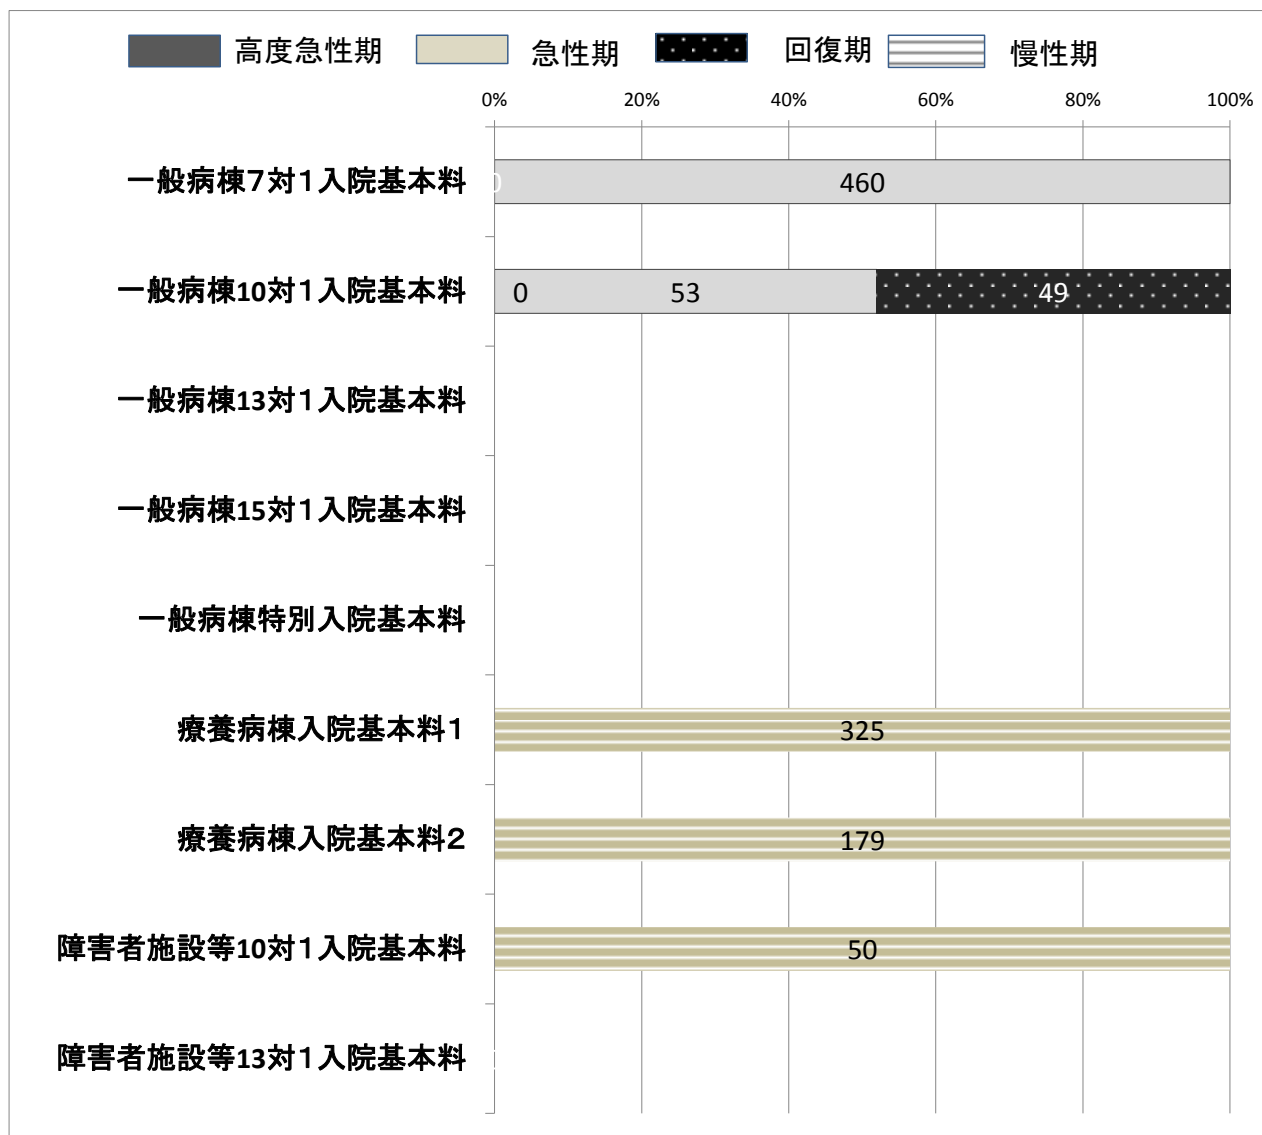 高度急性期 急性期 回復期 慢性期
0% 20% 40% 60% 80% 100%
一般病棟7対1入院基本料 0 460
一般病棟10対1入院基本料 0 53 49
一般病棟13対1入院基本料
一般病棟15対1入院基本料
一般病棟特別入院基本料
療養病棟入院基本料1 325
療養病棟入院基本料2 179
障害者施設等10対1入院基本料 50
障害者施設等13対1入院基本料